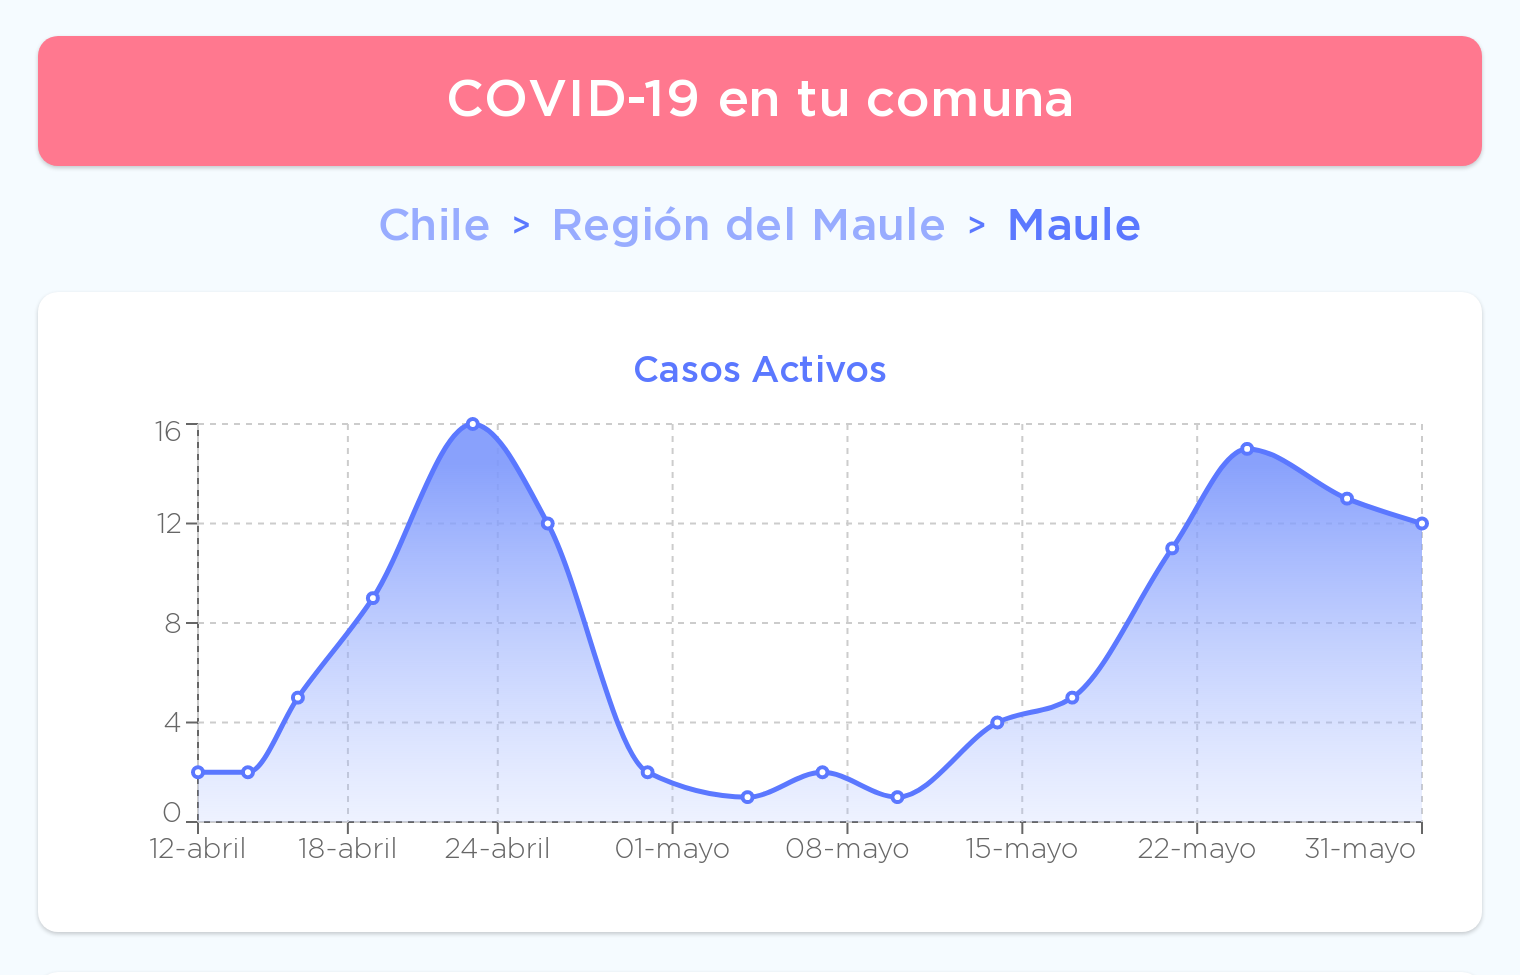 COVID-19 en tu comuna
Chile > Región del Maule > Maule
Casos Activos
16
12
8
4
0
12-abril 18-abril 24-abril 01-mayo 08-mayo 15-mayo 22-mayo 31-mayo